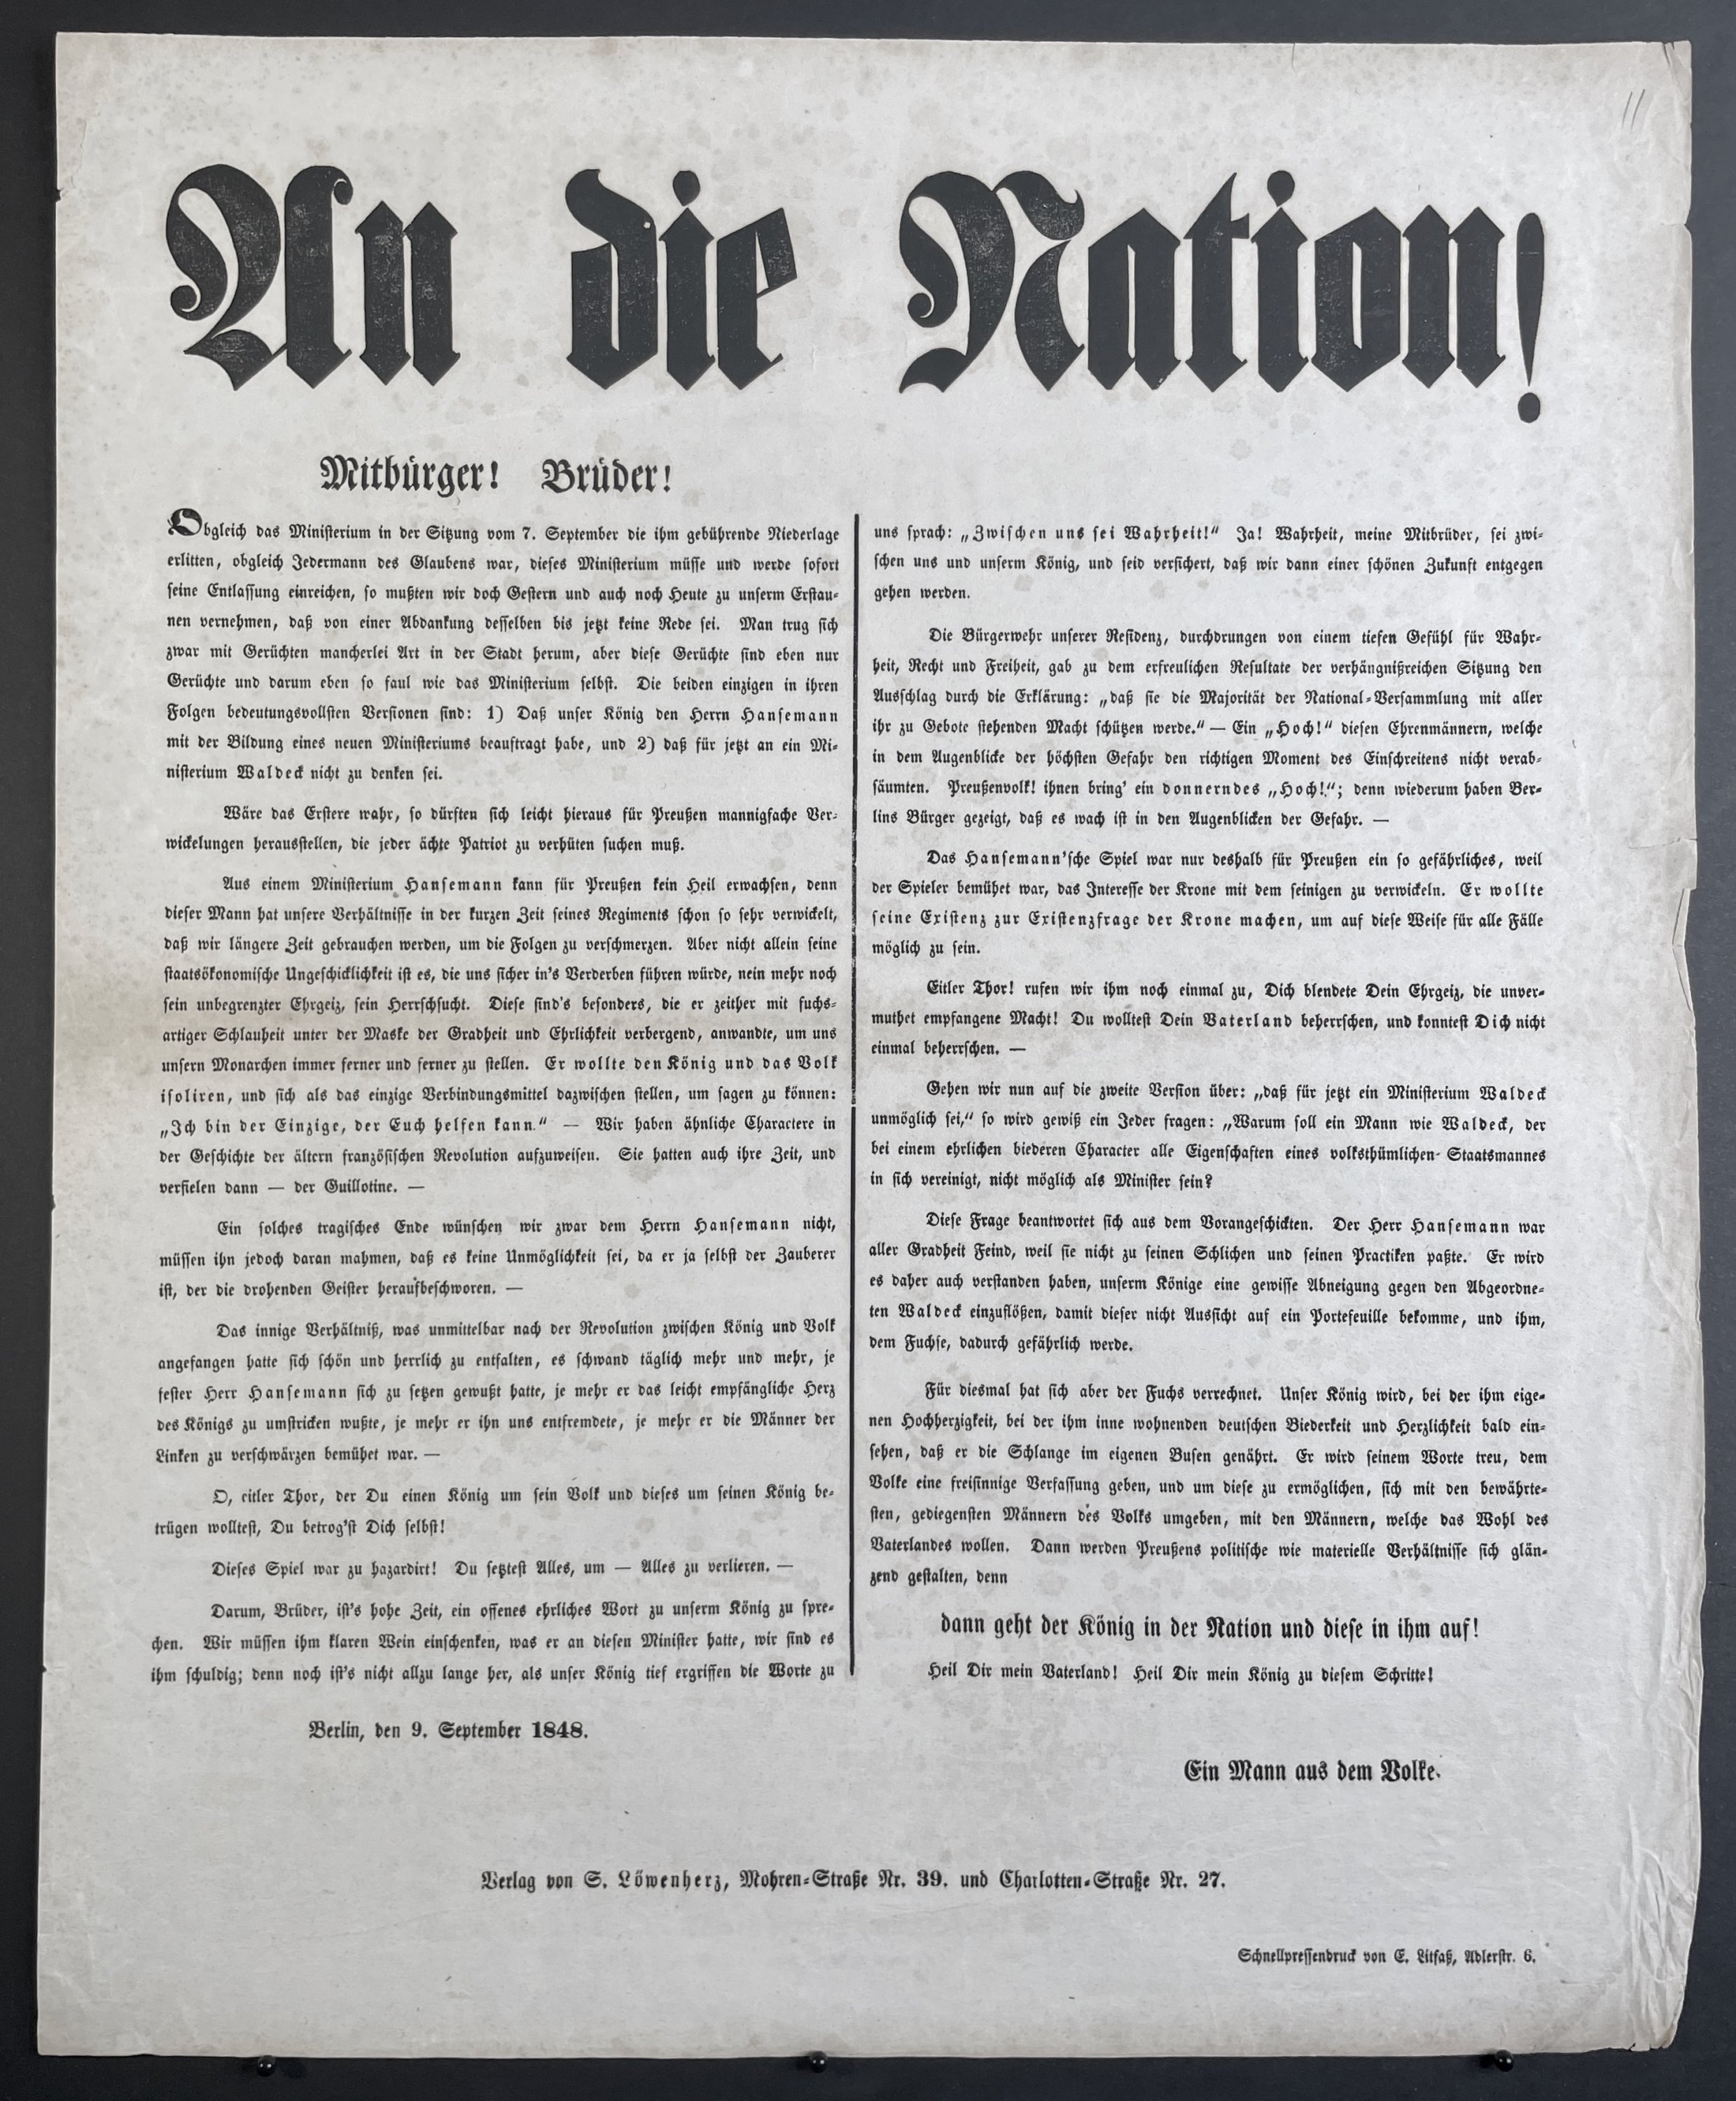 11
An die Nation!
Mitbürger! Brüder!
Obgleich das Ministerium in der Sitzung vom 7. September die ihm gebührende Niederlage
erlitten, obgleich Jedermann des Glaubens war, dieses Ministerium müsse und werde sofort
seine Entlassung einreichen, so mußten wir doch Gestern und auch noch Heute zu unserm Erstau-
nen vernehmen, daß von einer Abdankung desselben bis jetzt keine Rede sei. Man trug sich
zwar mit Gerüchten mancherlei Art in der Stadt herum, aber diese Gerüchte sind eben nur
Gerüchte und darum eben so faul wie das Ministerium selbst. Die beiden einzigen in ihren
Folgen bedeutungsvollsten Versionen sind: 1) Daß unser König den Herrn Hansemann
mit der Bildung eines neuen Ministeriums beauftragt habe, und 2) daß für jetzt an ein Mi-
nisterium Waldeck nicht zu denken sei.
Wäre das Erstere wahr, so dürften sich leicht hieraus für Preußen mannigfache Ver-
wickelungen herausstellen, die jeder ächte Patriot zu verhüten suchen muß.
Aus einem Ministerium Hansemann kann für Preußen kein Heil erwachsen, denn
dieser Mann hat unsere Verhältnisse in der kurzen Zeit seines Regiments schon so sehr verwickelt,
daß wir längere Zeit gebrauchen werden, um die Folgen zu verschmerzen. Aber nicht allein seine
staatsökonomische Ungeschicklichkeit ist es, die uns sicher in's Verderben führen würde, nein mehr noch
sein unbegrenzter Ehrgeiz, sein Herrschsucht. Diese sind's besonders, die er zeither mit fuchs-
artiger Schlauheit unter der Maske der Gradheit und Ehrlichkeit verbergend, anwandte, um uns
unsern Monarchen immer ferner und ferner zu stellen. Er wollte den König und das Volk
isoliren, und sich als das einzige Verbindungsmittel dazwischen stellen, um sagen zu können:
„Ich bin der Einzige, der Euch helfen kann.“ — Wir haben ähnliche Charactere in
der Geschichte der ältern französischen Revolution aufzuweisen. Sie hatten auch ihre Zeit, und
verfielen dann — der Guillotine. —
Ein solches tragisches Ende wünschen wir zwar dem Herrn Hansemann nicht,
müssen ihn jedoch daran mahmen, daß es keine Unmöglichkeit sei, da er ja selbst der Zauberer
ist, der die drohenden Geister heraufbeschworen. —
Das innige Verhältniß, was unmittelbar nach der Revolution zwischen König und Volk
angefangen hatte sich schön und herrlich zu entfalten, es schwand täglich mehr und mehr, je
fester Herr Hansemann sich zu setzen gewußt hatte, je mehr er das leicht empfängliche Herz
des Königs zu umstricken wußte, je mehr er ihn uns entfremdete, je mehr er die Männer der
Linken zu verschwärzen bemühet war. —
O, eitler Thor, der Du einen König um sein Volk und dieses um seinen König be-
trügen wolltest, Du betrog'st Dich selbst!
Dieses Spiel war zu hazardirt! Du setztest Alles, um — Alles zu verlieren. —
Darum, Brüder, ist's hohe Zeit, ein offenes ehrliches Wort zu unserm König zu spre-
chen. Wir müssen ihm klaren Wein einschenken, was er an diesen Minister hatte, wir sind es
ihm schuldig; denn noch ist's nicht allzu lange her, als unser König tief ergriffen die Worte zu
uns sprach: „Zwischen uns sei Wahrheit!“ Ja! Wahrheit, meine Mitbrüder, sei zwi-
schen uns und unserm König, und seid versichert, daß wir dann einer schönen Zukunft entgegen
gehen werden.
Die Bürgerwehr unserer Residenz, durchdrungen von einem tiefen Gefühl für Wahr-
heit, Recht und Freiheit, gab zu dem erfreulichen Resultate der verhängnißreichen Sitzung den
Ausschlag durch die Erklärung: „daß sie die Majorität der National-Versammlung mit aller
ihr zu Gebote stehenden Macht schützen werde.“ — Ein „Hoch!“ diesen Ehrenmännern, welche
in dem Augenblicke der höchsten Gefahr den richtigen Moment des Einschreitens nicht verab-
säumten. Preußenvolk! ihnen bring' ein donnerndes „Hoch!“; denn wiederum haben Ber-
lins Bürger gezeigt, daß es wach ist in den Augenblicken der Gefahr. —
Das Hansemann'sche Spiel war nur deshalb für Preußen ein so gefährliches, weil
der Spieler bemühet war, das Interesse der Krone mit dem seinigen zu verwickeln. Er wollte
seine Existenz zur Existenzfrage der Krone machen, um auf diese Weise für alle Fälle
möglich zu sein.
Eitler Thor! rufen wir ihm noch einmal zu, Dich blendete Dein Ehrgeiz, die unver-
muthet empfangene Macht! Du wolltest Dein Vaterland beherrschen, und konntest Dich nicht
einmal beherrschen. —
Gehen wir nun auf die zweite Version über: „daß für jetzt ein Ministerium Waldeck
unmöglich sei,“ so wird gewiß ein Jeder fragen: „Warum soll ein Mann wie Waldeck, der
bei einem ehrlichen biederen Character alle Eigenschaften eines volksthümlichen Staatsmannes
in sich vereinigt, nicht möglich als Minister sein?
Diese Frage beantwortet sich aus dem Vorangeschickten. Der Herr Hansemann war
aller Gradheit Feind, weil sie nicht zu seinen Schlichen und seinen Practiken paßte. Er wird
es daher auch verstanden haben, unserm Könige eine gewisse Abneigung gegen den Abgeordne-
ten Waldeck einzuflößen, damit dieser nicht Aussicht auf ein Portefeuille bekomme, und ihm,
dem Fuchse, dadurch gefährlich werde.
Für diesmal hat sich aber der Fuchs verrechnet. Unser König wird, bei der ihm eige-
nen Hochherzigkeit, bei der ihm inne wohnenden deutschen Biederkeit und Herzlichkeit bald ein-
sehen, daß er die Schlange im eigenen Busen genährt. Er wird seinem Worte treu, dem
Volke eine freisinnige Verfassung geben, und um diese zu ermöglichen, sich mit den bewährte-
sten, gediegensten Männern des Volks umgeben, mit den Männern, welche das Wohl des
Vaterlandes wollen. Dann werden Preußens politische wie materielle Verhältnisse sich glän-
zend gestalten, denn
dann geht der König in der Nation und diese in ihm auf!
Heil Dir mein Vaterland! Heil Dir mein König zu diesem Schritte!
Berlin, den 9. September 1848.
Ein Mann aus dem Volke.
Verlag von S. Löwenherz, Mohren-Straße Nr. 39. und Charlotten-Straße Nr. 27.
Schnellpressendruck von E. Litfaß, Adlerstr. 6.